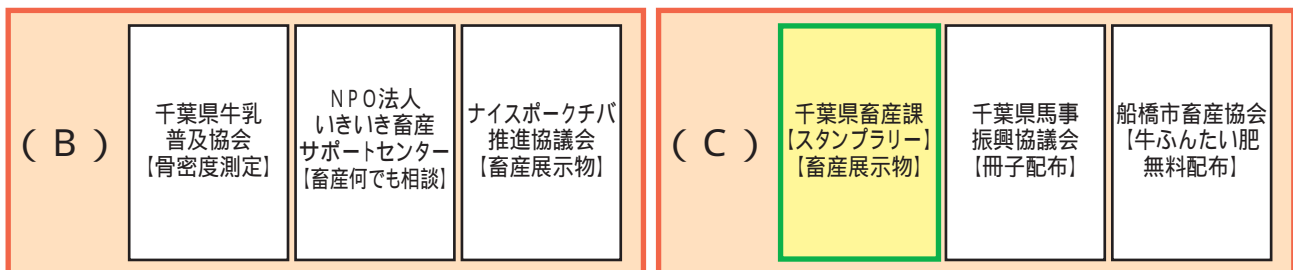 (B)
千葉県牛乳
普及協会
【骨密度測定】
NPO法人
いきいき畜産
サポートセンター
【畜産何でも相談】
ナイスポークチバ
推進協議会
【畜産展示物】
(C)
千葉県畜産課
【スタンプラリー】
【畜産展示物】
千葉県馬事
振興協議会
【冊子配布】
船橋市畜産協会
【牛ふんたい肥
無料配布】